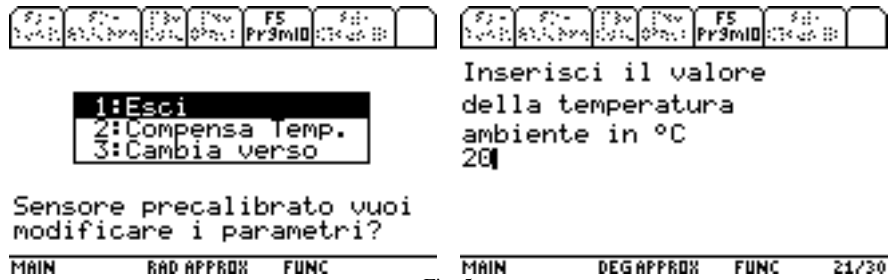 F5
Pr9mIO
1:Esci
2:Compensa Temp.
3:Cambia verso
Sensore precalibrato vuoi
modificare i parametri?
MAIN RAD APPROX FUNC
F5
Pr9mIO
Inserisci il valore
della temperatura
ambiente in °C
20
MAIN DEG APPROX FUNC 21/30